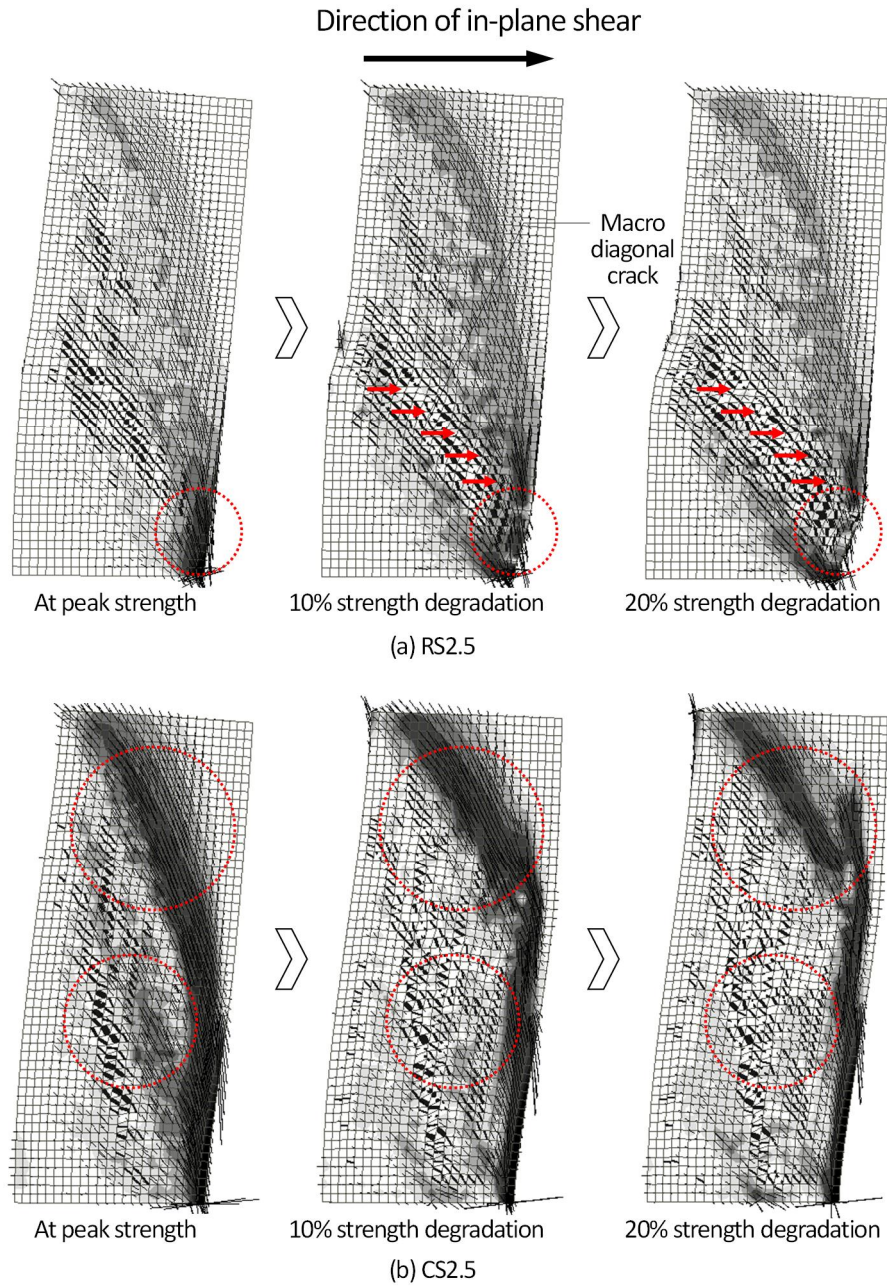 Direction of in-plane shear
Macro
diagonal
crack
At peak strength
10% strength degradation
20% strength degradation
(a) RS2.5
At peak strength
10% strength degradation
20% strength degradation
(b) CS2.5